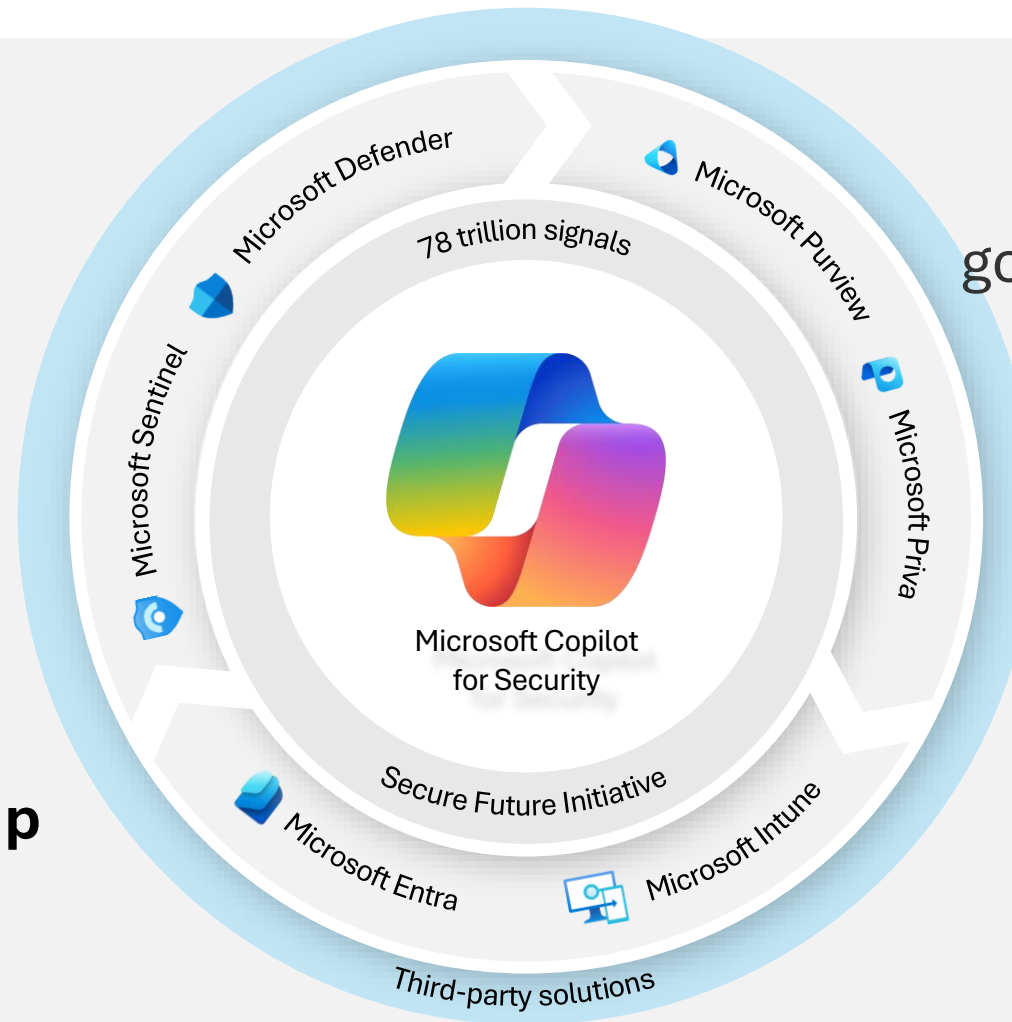 Microsoft Defender
Microsoft Purview
78 trillion signals
go
Microsoft Sentinel
Microsoft Priva
Microsoft Copilot
for Security
Secure Future Initiative
p
Microsoft Entra
Microsoft Intune
Third-party solutions